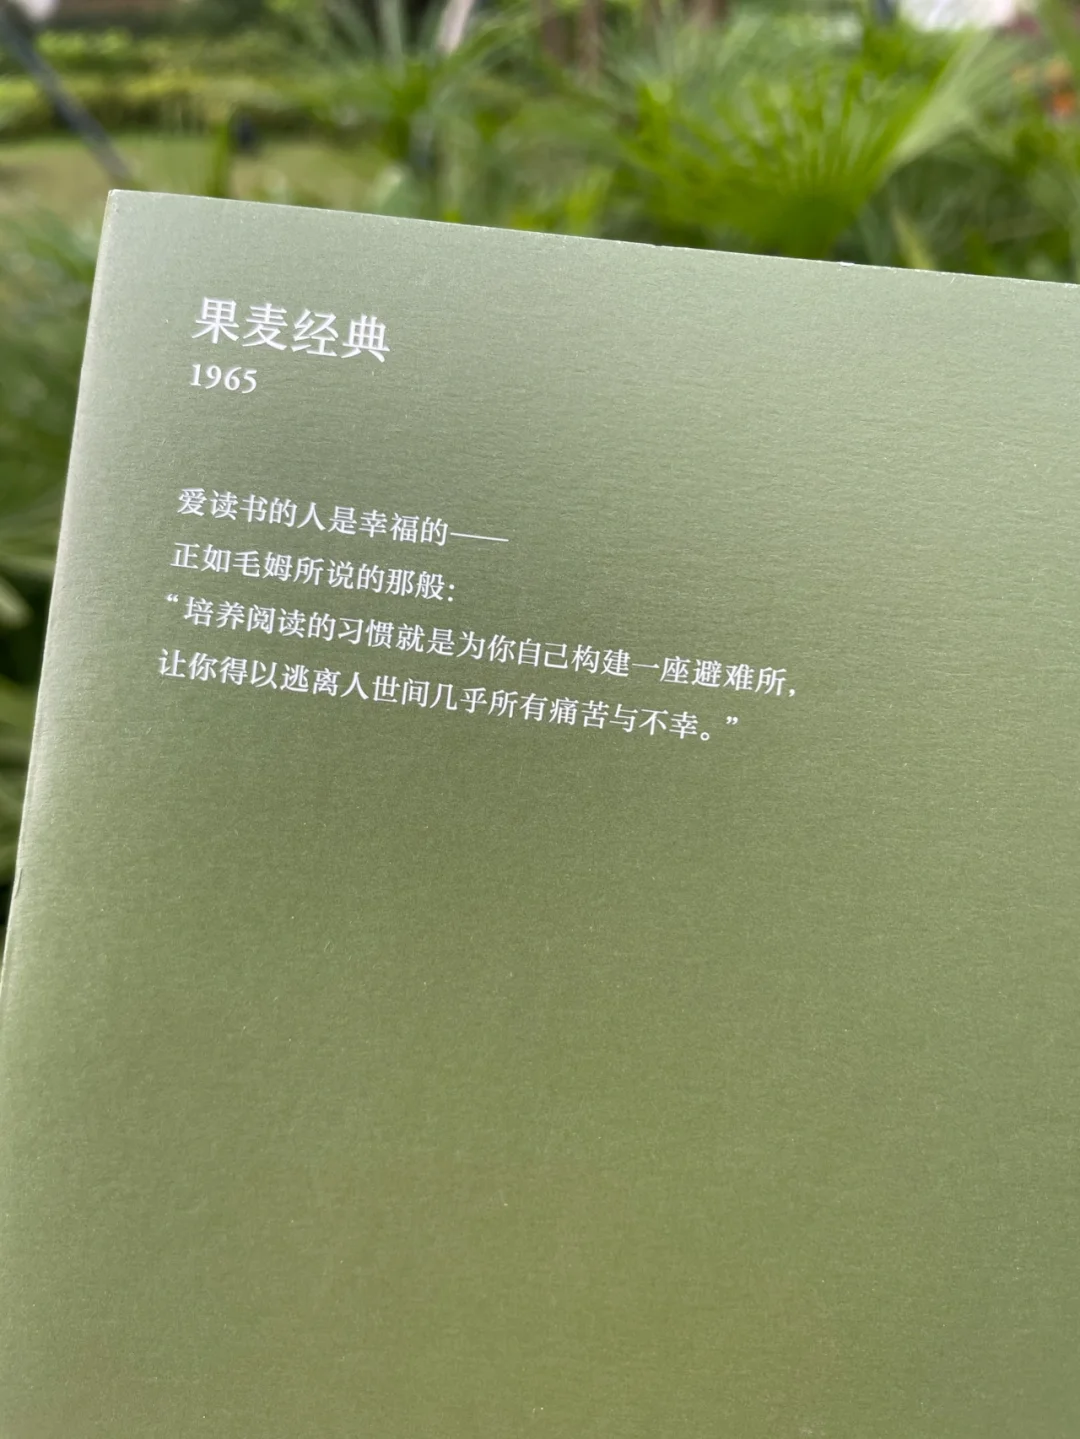 果麦经典
1965
爱读书的人是幸福的——
正如毛姆所说的那般：
“培养阅读的习惯就是为你自己构建一座避难所，
让你得以逃离人世间几乎所有痛苦与不幸。”